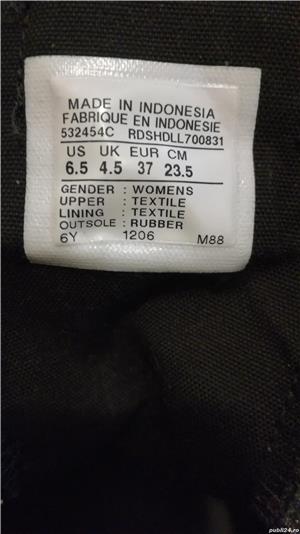 MADE IN INDONESIA
FABRIQUE EN INDONESIE
532454C RDSHDLL700831
US UK EUR CM
6.5 4.5 37 23.5
GENDER : WOMENS
UPPER : TEXTILE
LINING : TEXTILE
OUTSOLE : RUBBER
6Y 1206 M88
publi24.ro